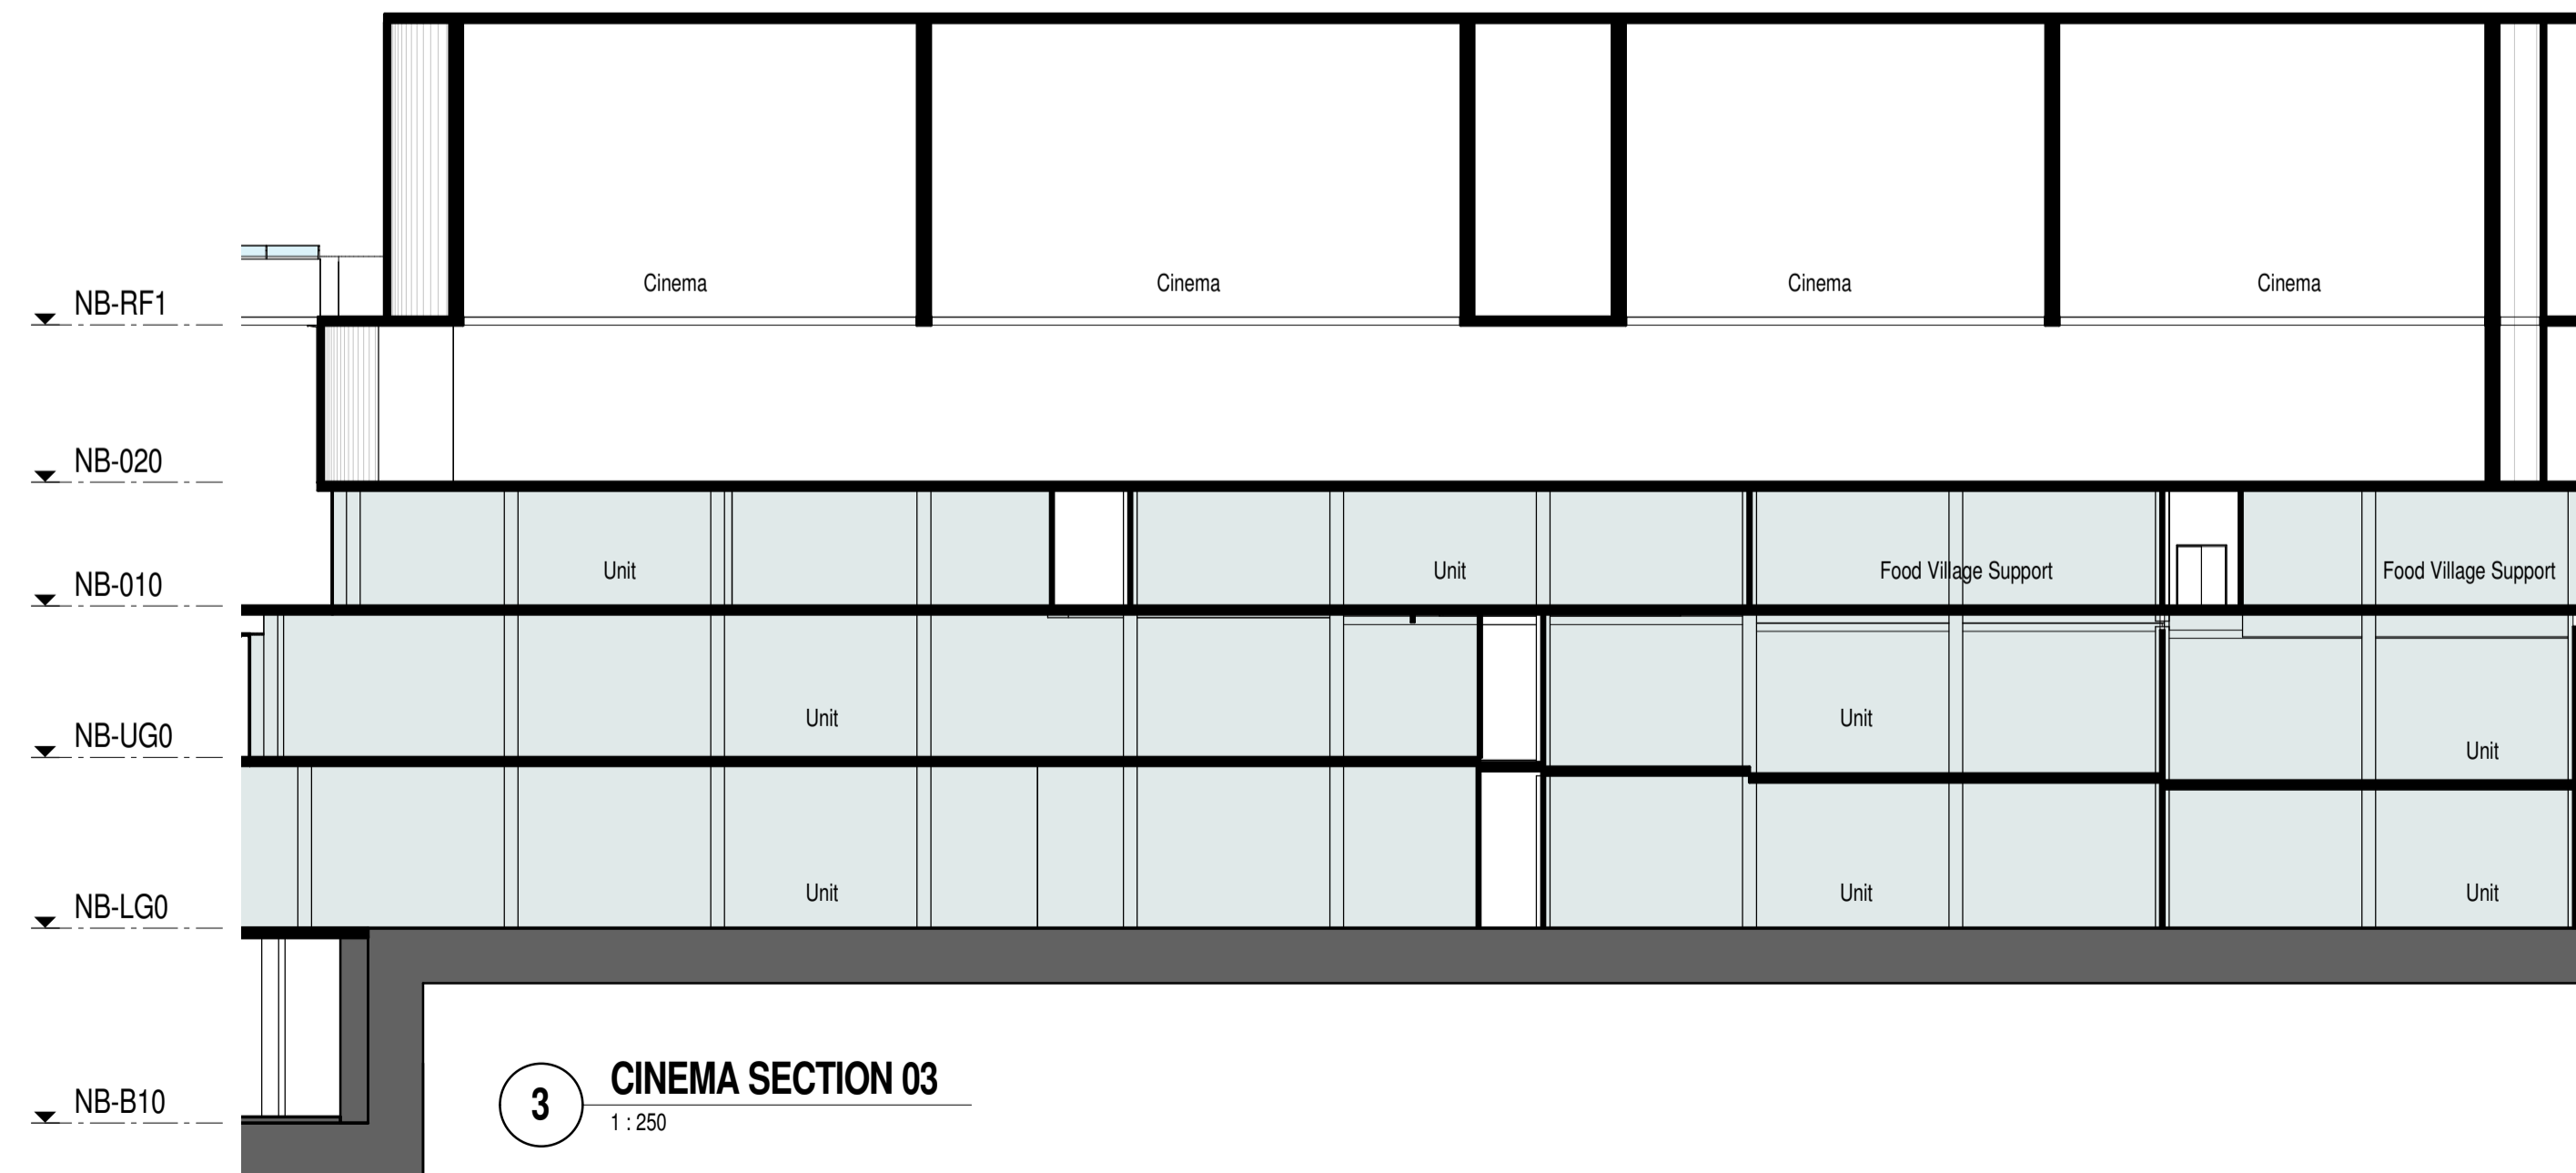 Cinema Cinema Cinema Cinema
NB-RF1
NB-020
Unit Unit Food Village Support Food Village Support
NB-010
Unit Unit
NB-UG0
Unit
Unit Unit Unit
NB-LG0
3 CINEMA SECTION 03
1 : 250
NB-B10